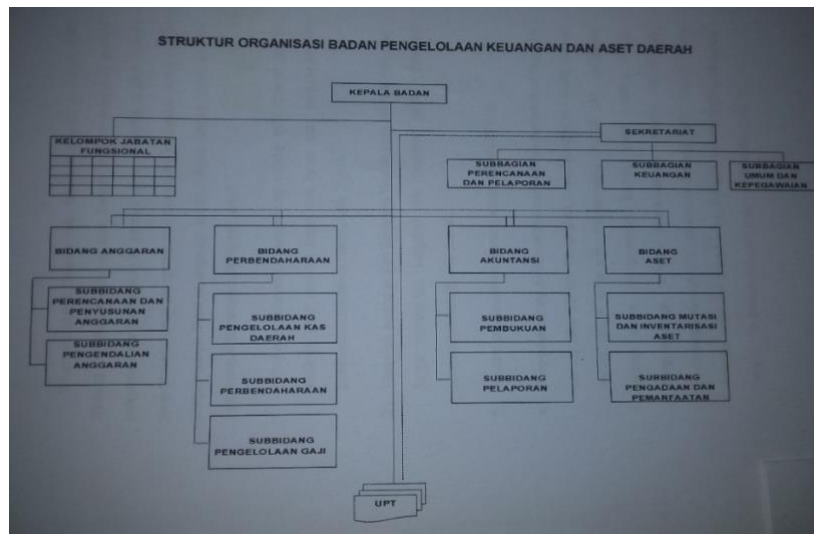 STRUKTUR ORGANISASI BADAN PENGELOLAAN KEUANGAN DAN ASET DAERAH
KEPALA BADAN
KELOMPOK JABATAN
FUNGSIONAL
SEKRETARIAT
SUBBAGIAN
PERENCANAAN
DAN PELAPORAN
SUBBAGIAN
KEUANGAN
SUBBAGIAN
UMUM DAN
KEPEGAWAIAN
BIDANG ANGGARAN
BIDANG
PERBENDAHARAAN
BIDANG
AKUNTANSI
BIDANG
ASET
SUBBIDANG
PERENCANAAN DAN
PENYUSUNAN
ANGGARAN
SUBBIDANG
PENGENDALIAN
ANGGARAN
SUBBIDANG
PENGELOLAAN KAS
DAERAH
SUBBIDANG
PERBENDAHARAAN
SUBBIDANG
PENGELOLAAN GAJI
SUBBIDANG
PEMBUKUAN
SUBBIDANG
PELAPORAN
SUBBIDANG MUTASI
DAN INVENTARISASI
ASET
SUBBIDANG
PENGADAAN DAN
PEMANFAATAN
UPT